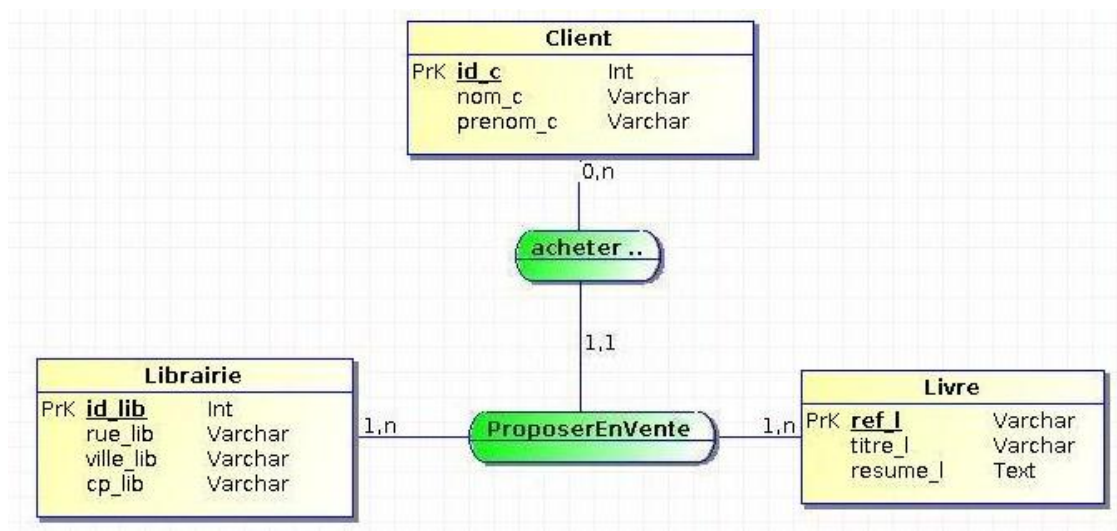 Client
PrK id_c Int
nom_c Varchar
prenom_c Varchar
0,n
acheter ..
1,1
Librairie
PrK id_lib Int
rue_lib Varchar
ville_lib Varchar
cp_lib Varchar
1,n
ProposerEnVente
1,n
Livre
PrK ref_l Varchar
titre_l Varchar
resume_l Text